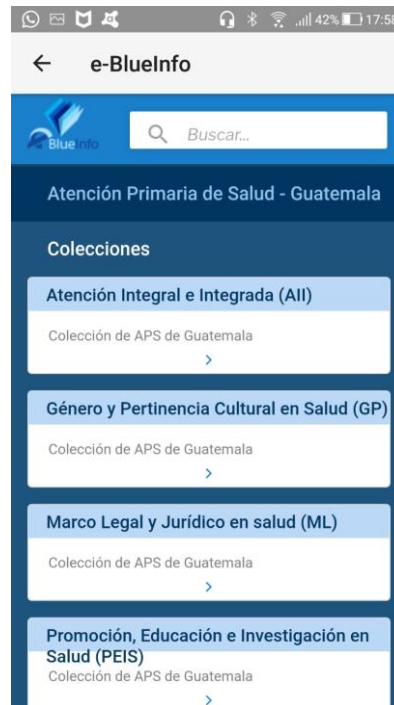 42% 17:58
e-BlueInfo
BlueInfo
Buscar...
Atención Primaria de Salud - Guatemala
Colecciones
Atención Integral e Integrada (AII)
Colección de APS de Guatemala
Género y Pertinencia Cultural en Salud (GP)
Colección de APS de Guatemala
Marco Legal y Jurídico en salud (ML)
Colección de APS de Guatemala
Promoción, Educación e Investigación en
Salud (PEIS)
Colección de APS de Guatemala